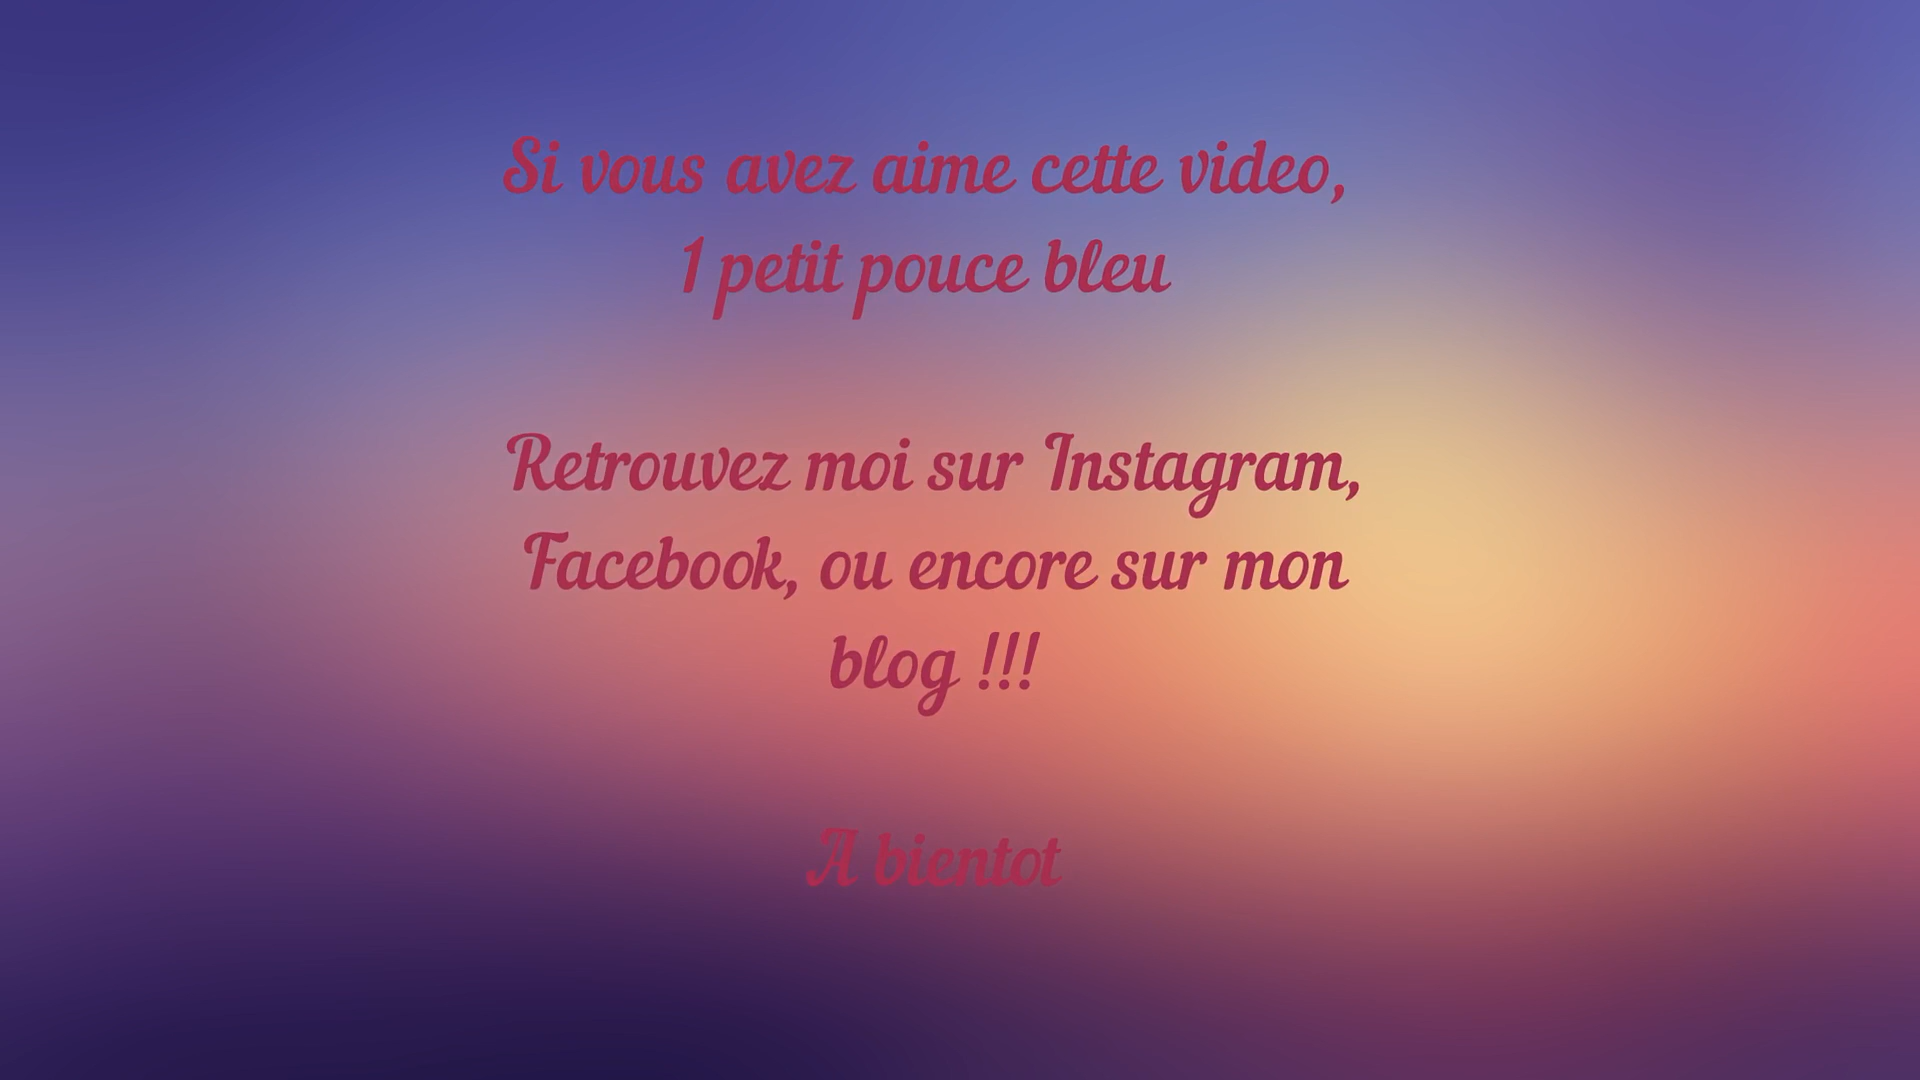 Si vous avez aime cette video,
1 petit pouce bleu
Retrouvez moi sur Instagram,
Facebook, ou encore sur mon
blog !!!
A bientot